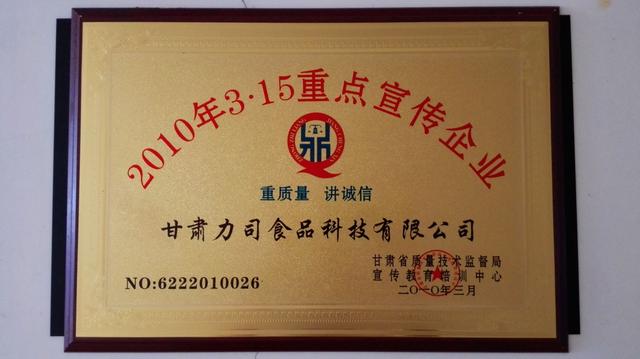 2010年3·15重点宣传企业
鼎
重质量 讲诚信
甘肃力司食品科技有限公司
NO:6222010026
甘肃省质量技术监督局
宣传教育培训中心
二〇一〇年三月